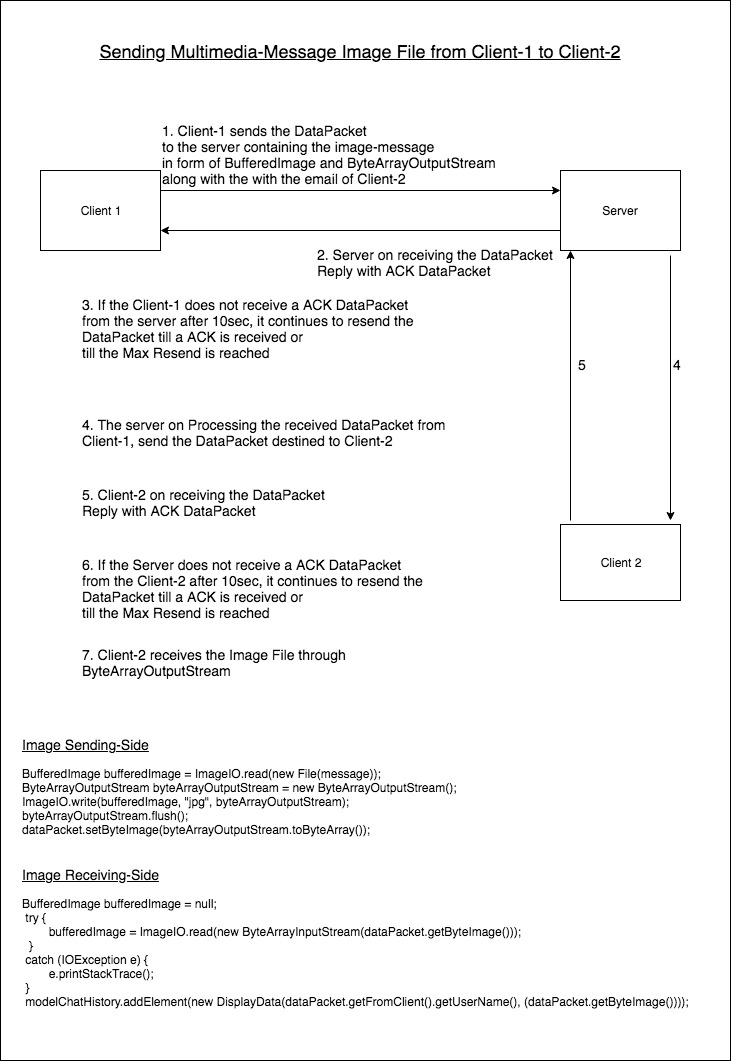 Sending Multimedia-Message Image File from Client-1 to Client-2
1. Client-1 sends the DataPacket
to the server containing the image-message
in form of BufferedImage and ByteArrayOutputStream
along with the with the email of Client-2
Client 1
Server
2. Server on receiving the DataPacket
Reply with ACK DataPacket
3. If the Client-1 does not receive a ACK DataPacket
from the server after 10sec, it continues to resend the
DataPacket till a ACK is received or
till the Max Resend is reached
5
4
4. The server on Processing the received DataPacket from
Client-1, send the DataPacket destined to Client-2
5. Client-2 on receiving the DataPacket
Reply with ACK DataPacket
Client 2
6. If the Server does not receive a ACK DataPacket
from the Client-2 after 10sec, it continues to resend the
DataPacket till a ACK is received or
till the Max Resend is reached
7. Client-2 receives the Image File through
ByteArrayOutputStream
Image Sending-Side
BufferedImage bufferedImage = ImageIO.read(new File(message));
ByteArrayOutputStream byteArrayOutputStream = new ByteArrayOutputStream();
ImageIO.write(bufferedImage, "jpg", byteArrayOutputStream);
byteArrayOutputStream.flush();
dataPacket.setByteImage(byteArrayOutputStream.toByteArray());
Image Receiving-Side
BufferedImage bufferedImage = null;
try {
bufferedImage = ImageIO.read(new ByteArrayInputStream(dataPacket.getByteImage()));
}
catch (IOException e) {
e.printStackTrace();
}
modelChatHistory.addElement(new DisplayData(dataPacket.getFromClient().getUserName(), (dataPacket.getByteImage())));